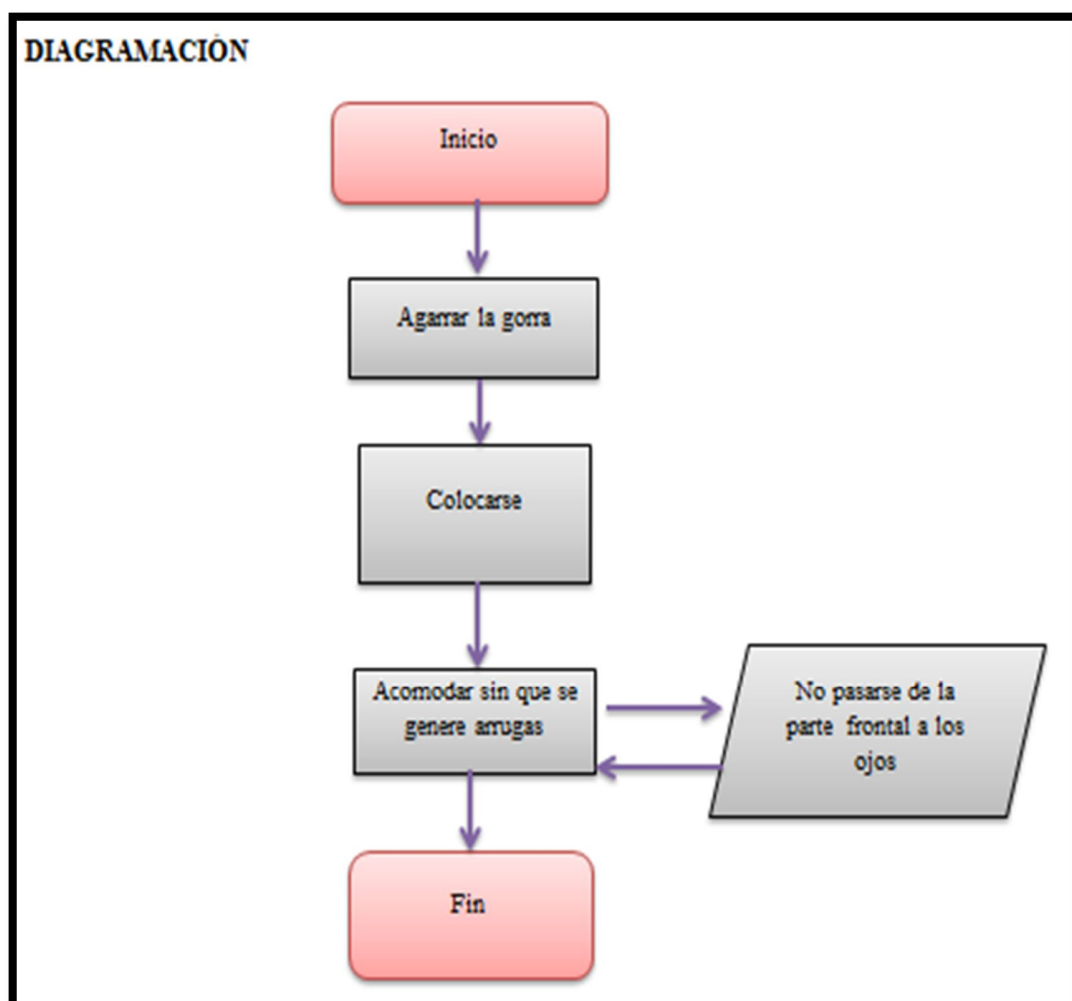 DIAGRAMACIÓN
Inicio
Agarrar la gorra
Colocarse
Acomodar sin que se
genere arrugas
No pasarse de la
parte frontal a los
ojos
Fin